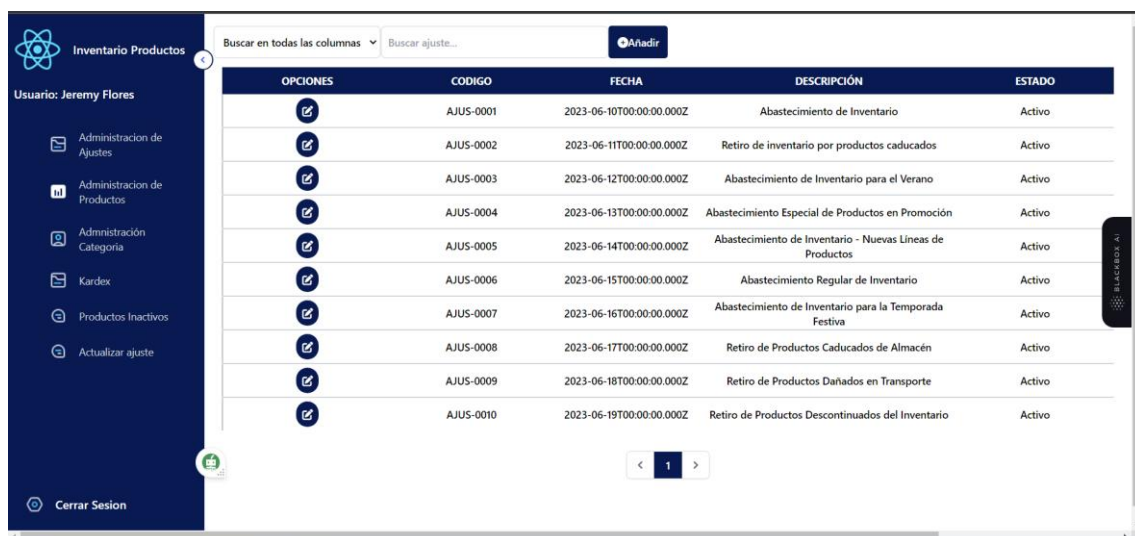 Inventario Productos
Usuario: Jeremy Flores
Administracion de
Ajustes
Administracion de
Productos
Admnistración
Categoria
Kardex
Productos Inactivos
Actualizar ajuste
Cerrar Sesion
Buscar en todas las columnas Buscar ajuste... Añadir
OPCIONES CODIGO FECHA DESCRIPCIÓN ESTADO
AJUS-0001 2023-06-10T00:00:00.000Z Abastecimiento de Inventario Activo
AJUS-0002 2023-06-11T00:00:00.000Z Retiro de inventario por productos caducados Activo
AJUS-0003 2023-06-12T00:00:00.000Z Abastecimiento de Inventario para el Verano Activo
AJUS-0004 2023-06-13T00:00:00.000Z Abastecimiento Especial de Productos en Promoción Activo
AJUS-0005 2023-06-14T00:00:00.000Z Abastecimiento de Inventario - Nuevas Líneas de
Productos Activo
AJUS-0006 2023-06-15T00:00:00.000Z Abastecimiento Regular de Inventario Activo
AJUS-0007 2023-06-16T00:00:00.000Z Abastecimiento de Inventario para la Temporada
Festiva Activo
AJUS-0008 2023-06-17T00:00:00.000Z Retiro de Productos Caducados de Almacén Activo
AJUS-0009 2023-06-18T00:00:00.000Z Retiro de Productos Dañados en Transporte Activo
AJUS-0010 2023-06-19T00:00:00.000Z Retiro de Productos Descontinuados del Inventario Activo
1
BLACKBOX AI